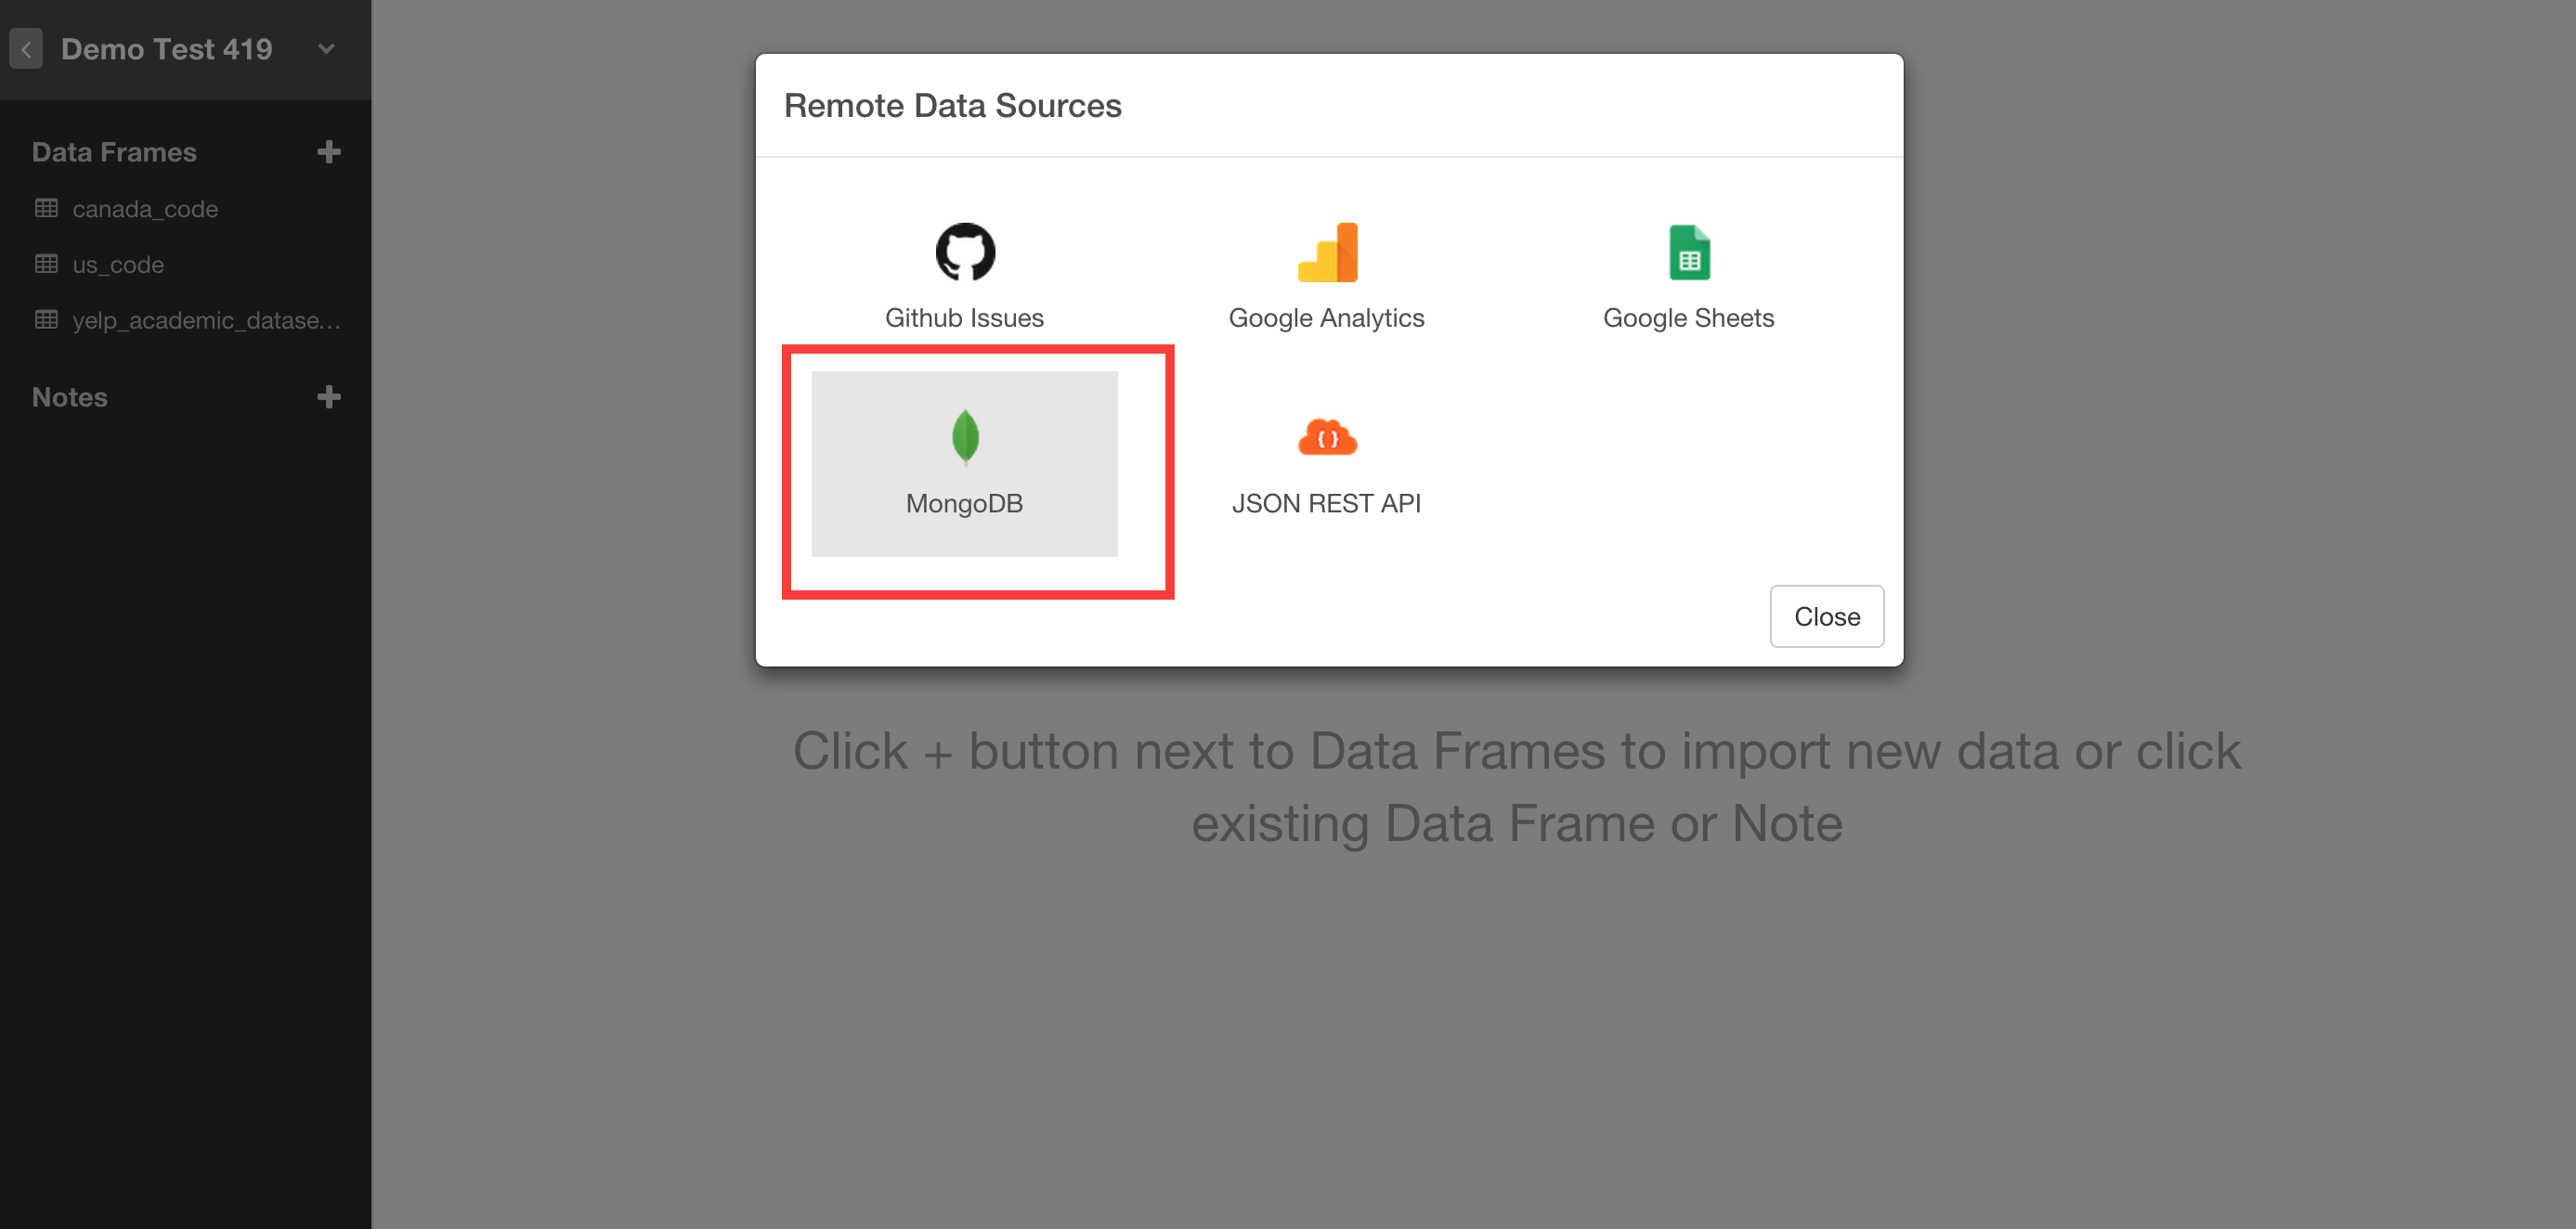 Demo Test 419
Data Frames
canada_code
us_code
yelp_academic_datase...
Notes
Remote Data Sources
Github Issues
Google Analytics
Google Sheets
MongoDB
JSON REST API
Close
Click + button next to Data Frames to import new data or click
existing Data Frame or Note